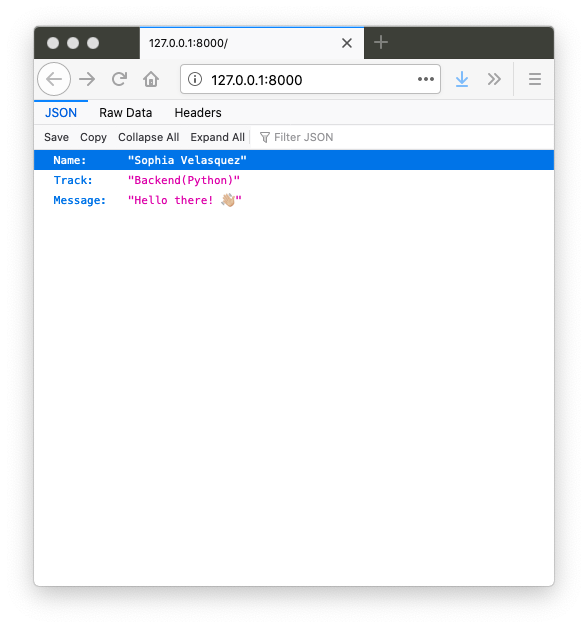 127.0.0.1:8000/
127.0.0.1:8000
JSON Raw Data Headers
Save Copy Collapse All Expand All Filter JSON
Name: "Sophia Velasquez"
Track: "Backend(Python)"
Message: "Hello there! 👋🏼"